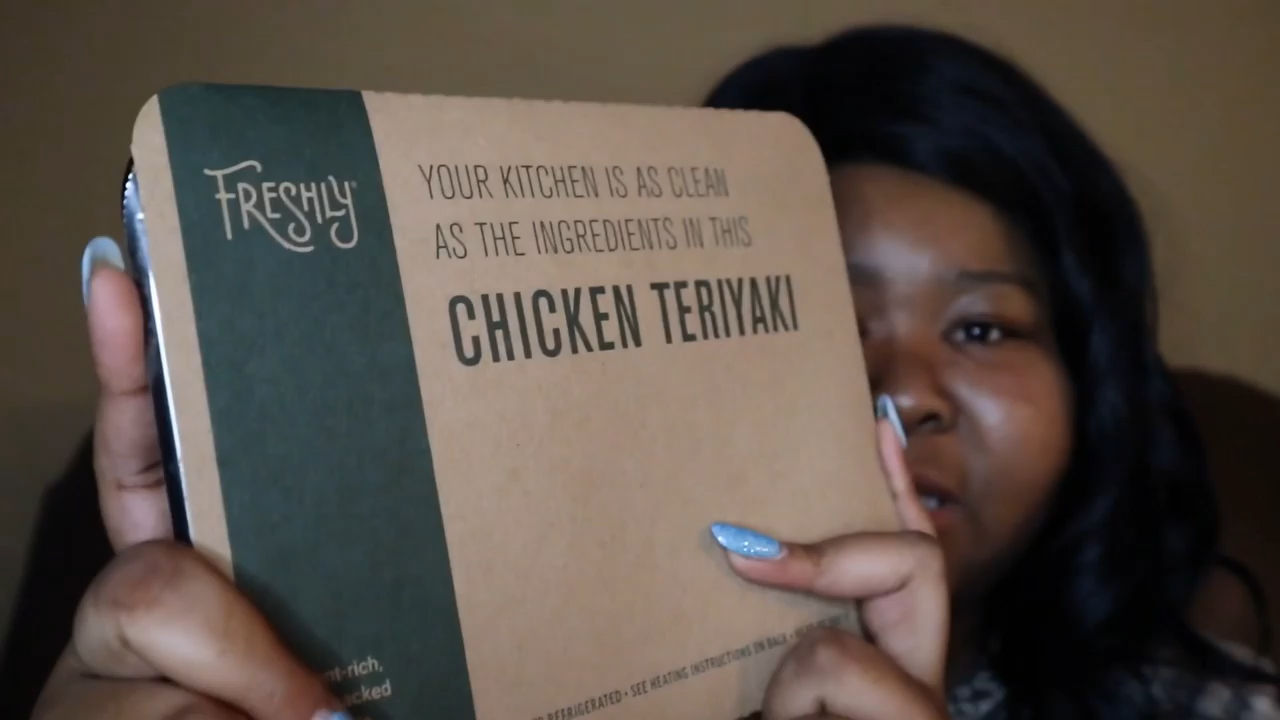 FRESHLY
YOUR KITCHEN IS AS CLEAN
AS THE INGREDIENTS IN THIS
CHICKEN TERIYAKI
REFRIGERATED • SEE HEATING INSTRUCTIONS ON BACK •